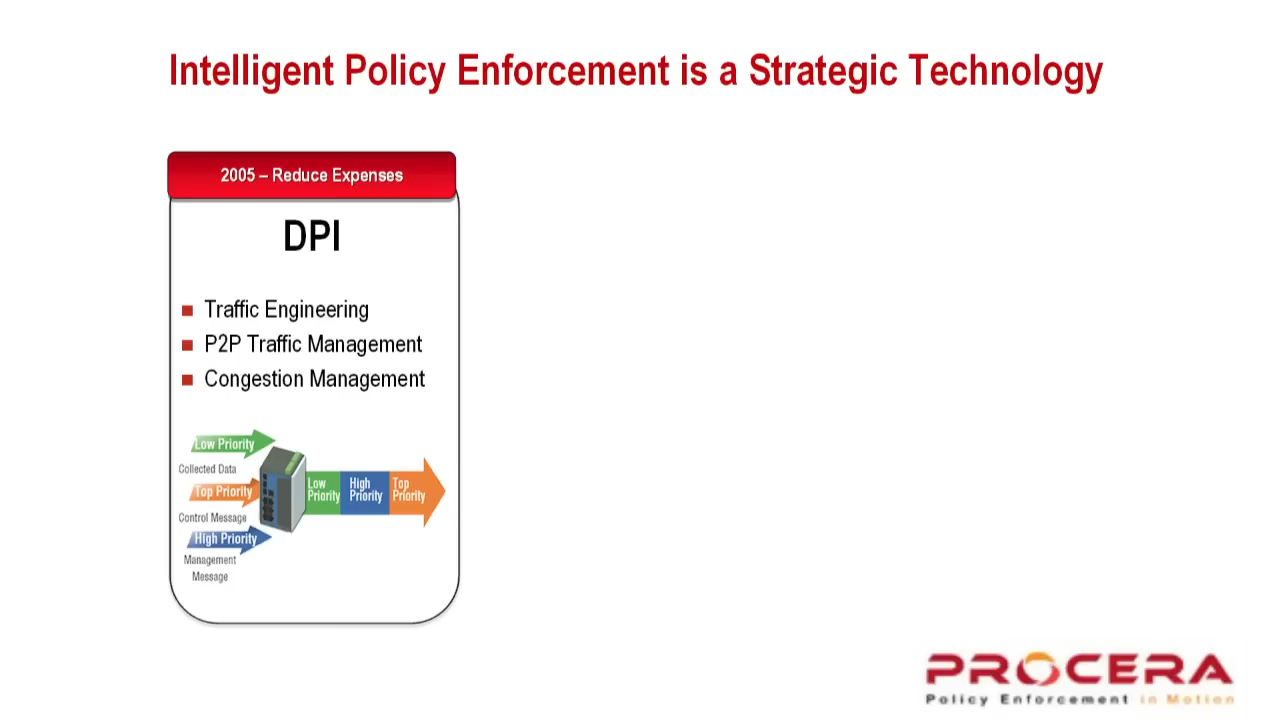 Intelligent Policy Enforcement is a Strategic Technology
2005 – Reduce Expenses
DPI
Traffic Engineering
P2P Traffic Management
Congestion Management
Low Priority
Collected Data
Top Priority
Control Message
High Priority
Management
Message
Low
Priority
High
Priority
Top
Priority
PROCERA
Policy Enforcement in Motion